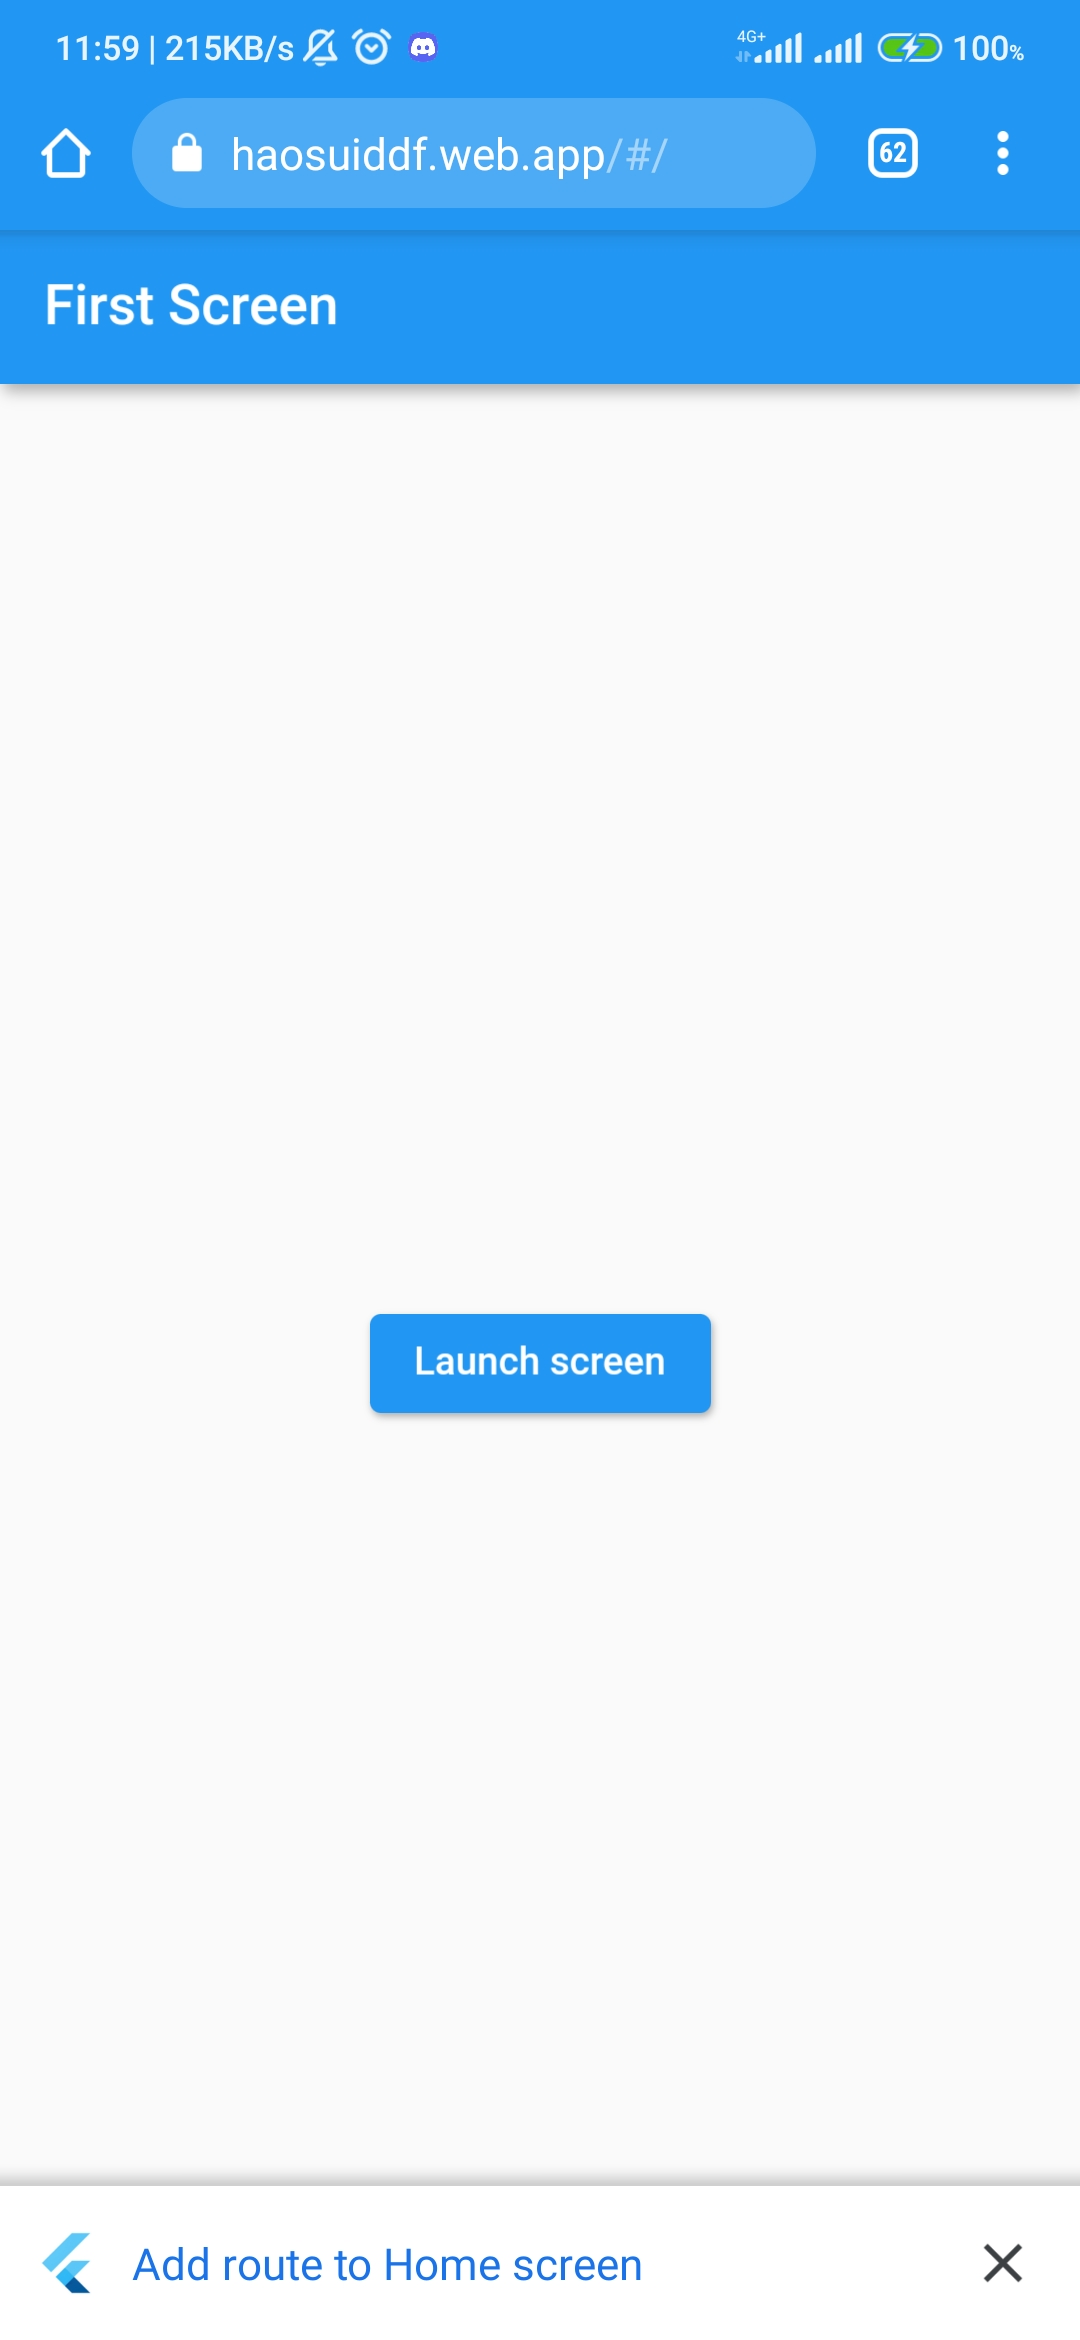 11:59 | 215KB/s 4G+ 100%
haosuiddf.web.app/#/ 62
First Screen
Launch screen
Add route to Home screen